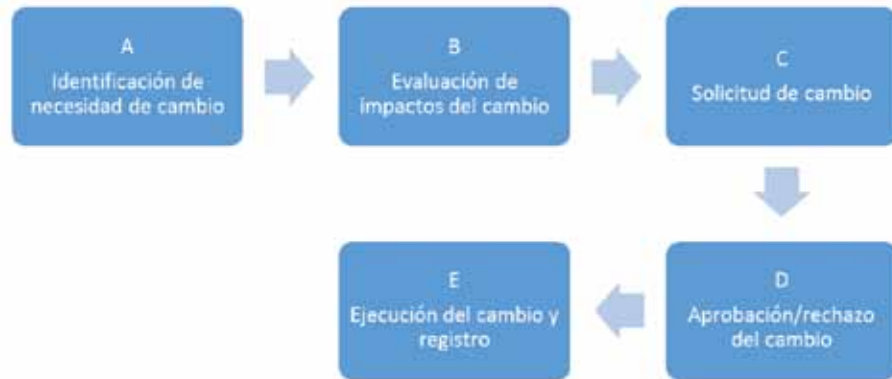 A
Identificación de
necesidad de cambio
B
Evaluación de
impactos del cambio
C
Solicitud de cambio
D
Aprobación/rechazo
del cambio
E
Ejecución del cambio y
registro